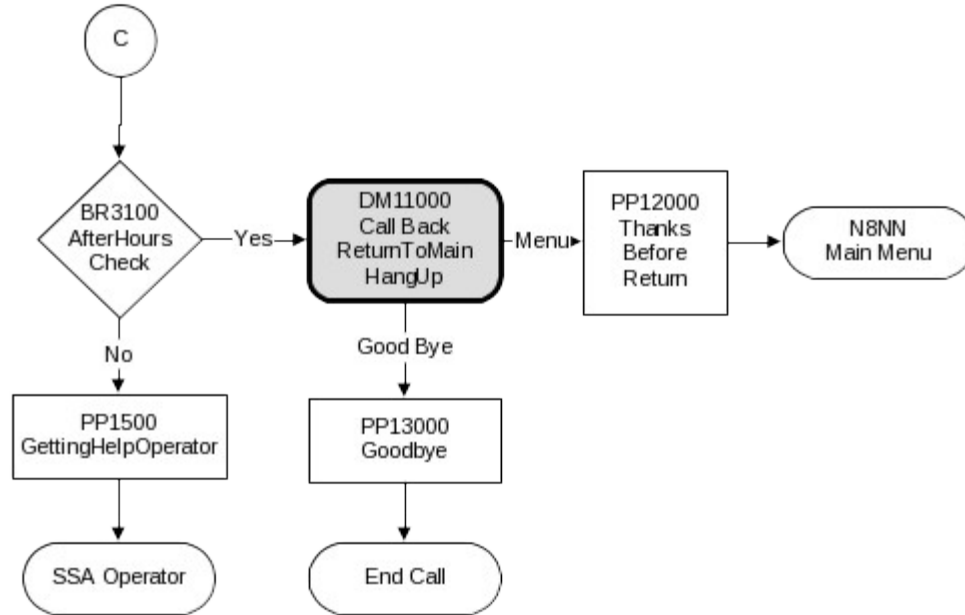 C
BR3100
AfterHours
Check
Yes
DM11000
Call Back
ReturnToMain
HangUp
Menu
PP12000
Thanks
Before
Return
N8NN
Main Menu
No
Good Bye
PP1500
GettingHelpOperator
PP13000
Goodbye
SSA Operator
End Call